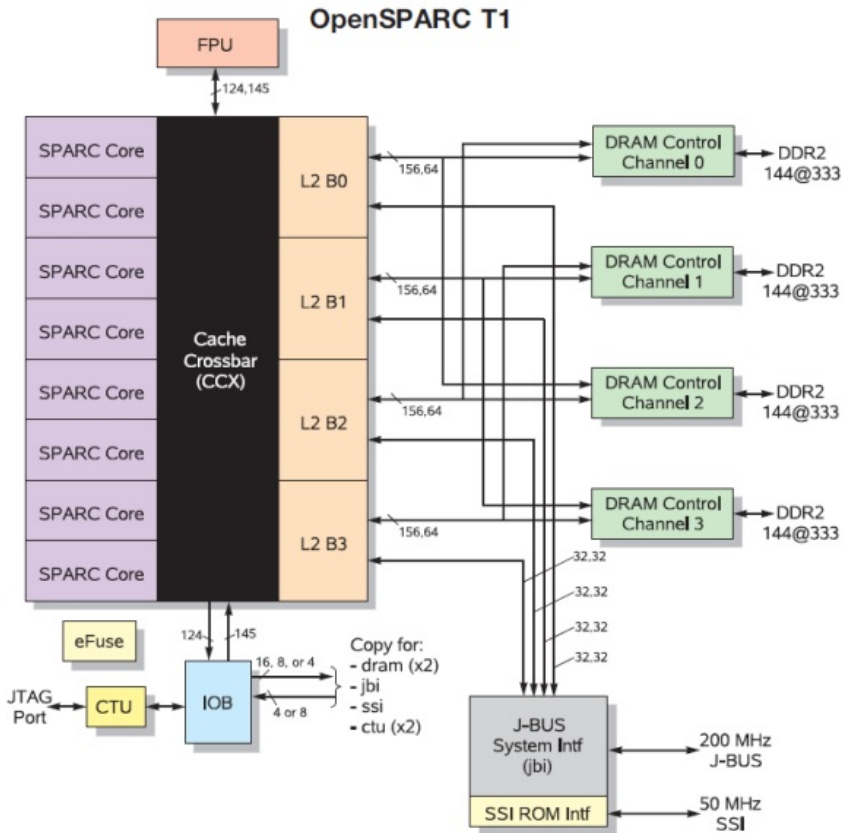 OpenSPARC T1
FPU
124,145
SPARC Core
SPARC Core
SPARC Core
SPARC Core
SPARC Core
SPARC Core
SPARC Core
SPARC Core
Cache
Crossbar
(CCX)
L2 B0
L2 B1
L2 B2
L2 B3
156,64
156,64
156,64
156,64
DRAM Control
Channel 0
DDR2
144@333
DRAM Control
Channel 1
DDR2
144@333
DRAM Control
Channel 2
DDR2
144@333
DRAM Control
Channel 3
DDR2
144@333
32,32
32,32
32,32
32,32
eFuse
124
145
JTAG
Port
CTU
IOB
16, 8, or 4
4 or 8
Copy for:
- dram (x2)
- jbi
- ssi
- ctu (x2)
J-BUS
System Intf
(jbi)
SSI ROM Intf
200 MHz
J-BUS
50 MHz
SSI